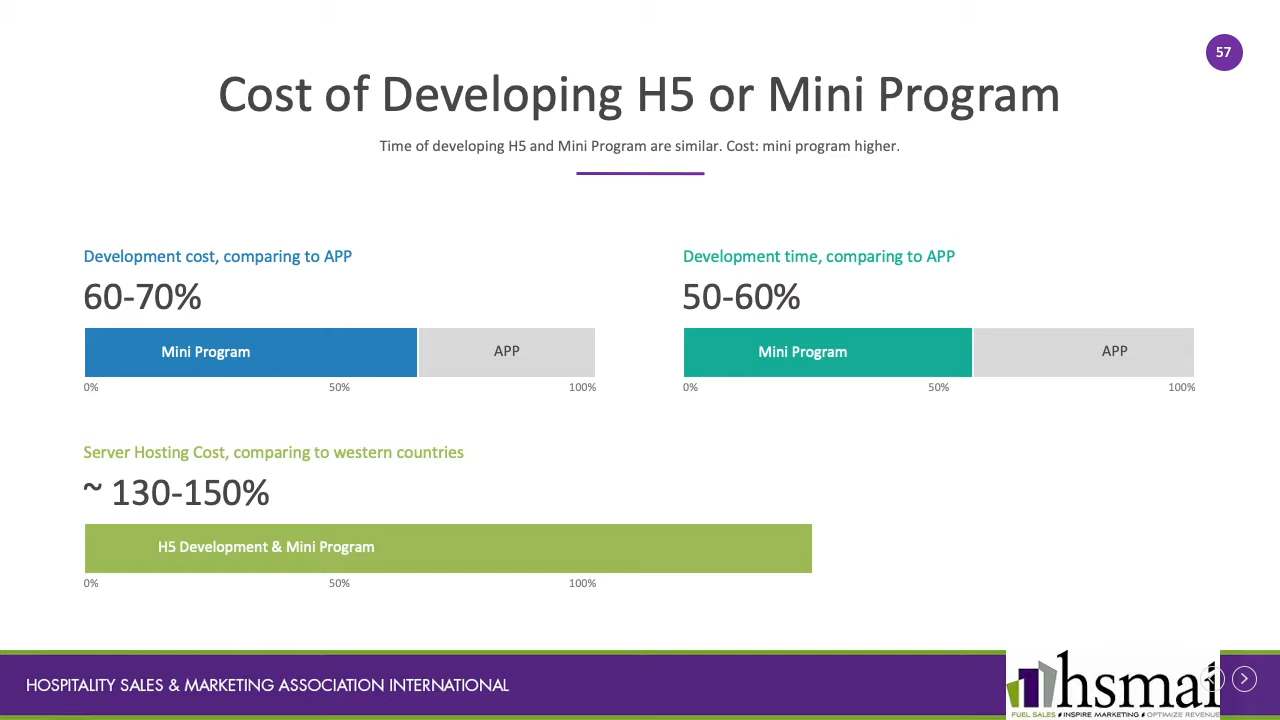 57
Cost of Developing H5 or Mini Program
Time of developing H5 and Mini Program are similar. Cost: mini program higher.
Development cost, comparing to APP
60-70%
Mini Program
APP
0%
50%
100%
Development time, comparing to APP
50-60%
Mini Program
APP
0%
50%
100%
Server Hosting Cost, comparing to western countries
~ 130-150%
H5 Development & Mini Program
0%
50%
100%
HOSPITALITY SALES & MARKETING ASSOCIATION INTERNATIONAL
hsmai
FUEL SALES INSPIRE MARKETING OPTIMIZE REVENUE